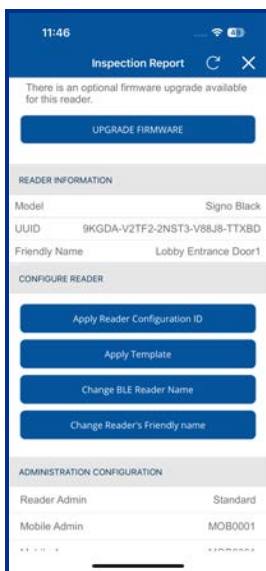 11:46
Inspection Report
There is an optional firmware upgrade available
for this reader.
UPGRADE FIRMWARE
READER INFORMATION
Model Signo Black
UUID 9KGDA-V2TF2-2NST3-V88J8-TTXBD
Friendly Name Lobby Entrance Door1
CONFIGURE READER
Apply Reader Configuration ID
Apply Template
Change BLE Reader Name
Change Reader's Friendly name
ADMINISTRATION CONFIGURATION
Reader Admin Standard
Mobile Admin MOB0001